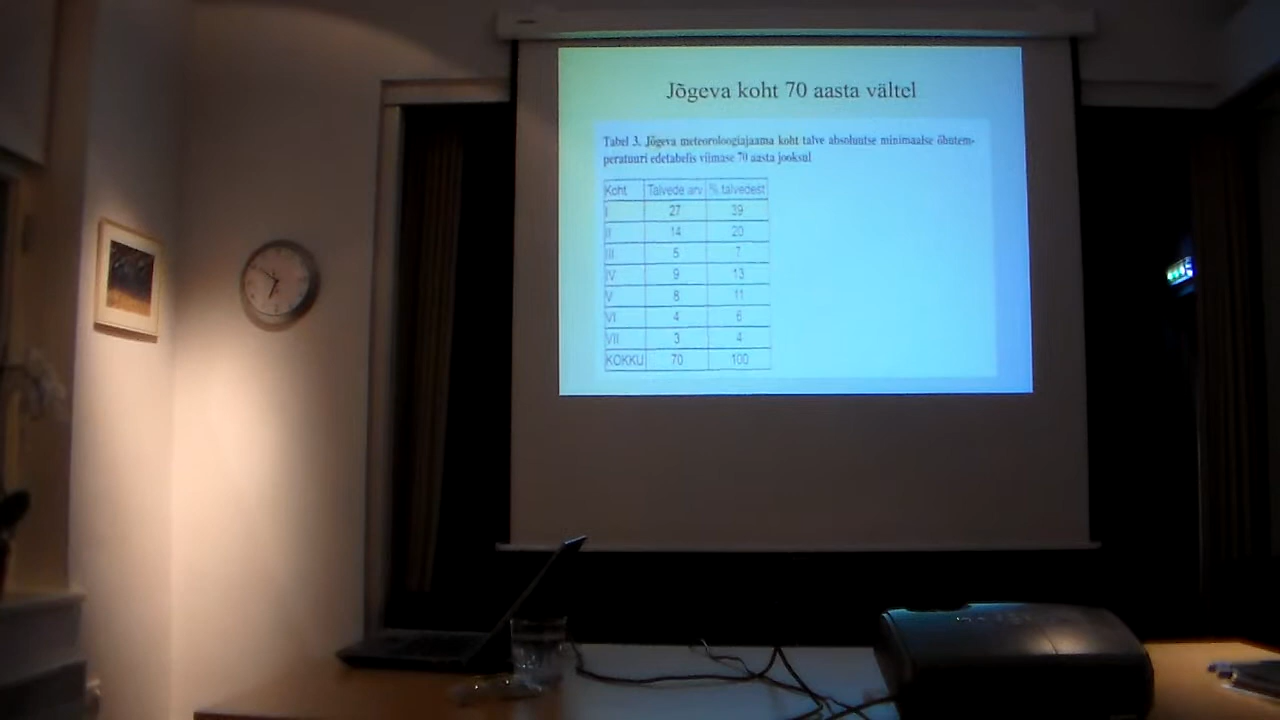 Jõgeva koht 70 aasta vältel
Tabel 3. Jõgeva meteoroloogiajaama koht talve absoluutse minimaalse õhutem-
peratuuri edetabelis viimase 70 aasta jooksul
Koht Talvede arv % talvedest
I 27 39
II 14 20
III 5 7
IV 9 13
V 8 11
VI 4 6
VII 3 4
KOKKU 70 100